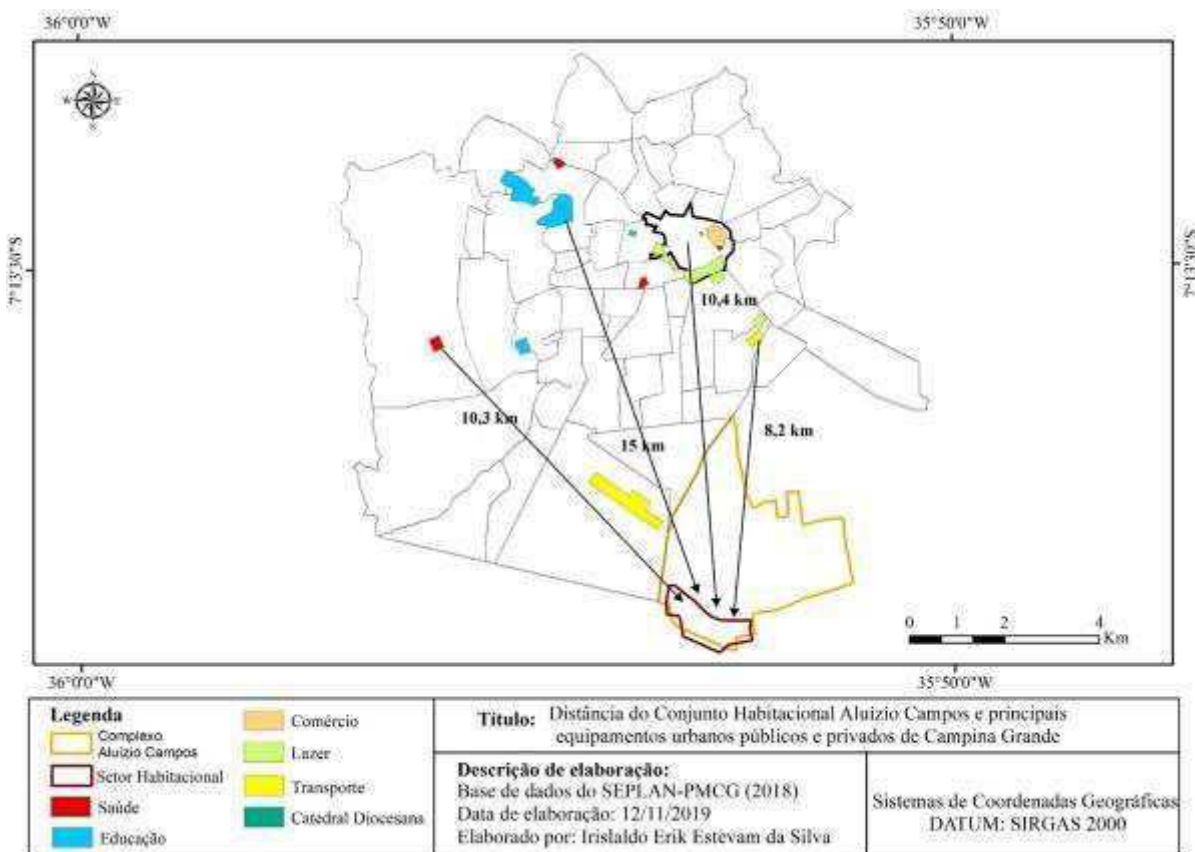 36°0'0"W
35°50'0"W
N
W
E
S
7°13'30"S
7°13'30"S
10,4 km
10,3 km
15 km
8,2 km
0 1 2 4
Km
36°0'0"W
35°50'0"W
Legenda
Complexo
Aluízio Campos
Setor Habitacional
Saúde
Educação
Comércio
Lazer
Transporte
Catedral Diocesana
Título: Distância do Conjunto Habitacional Aluizio Campos e principais
equipamentos urbanos públicos e privados de Campina Grande
Descrição de elaboração:
Base de dados do SEPLAN-PMCG (2018)
Data de elaboração: 12/11/2019
Elaborado por: Irislaldo Erik Estevam da Silva
Sistemas de Coordenadas Geográficas
DATUM: SIRGAS 2000